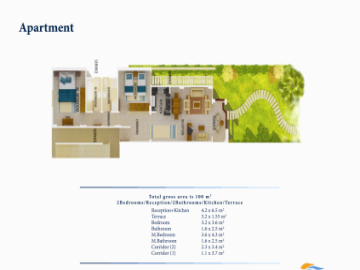 Apartment
Total gross area is 100 m²
2Bedrooms/Reception/2Bathrooms/Kitchen/Terrace
Reception+Kitchen 4.2 x 6.5 m²
Terrace 3.2 x 1.55 m²
Bedroom 3.2 x 3.6 m²
Bathroom 1.6 x 2.5 m²
M.Bedroom 3.6 x 4.3 m²
M.Bathroom 1.6 x 2.5 m²
Corridor (2) 2.3 x 3.4 m²
Corridor (1) 1.1 x 3.7 m²